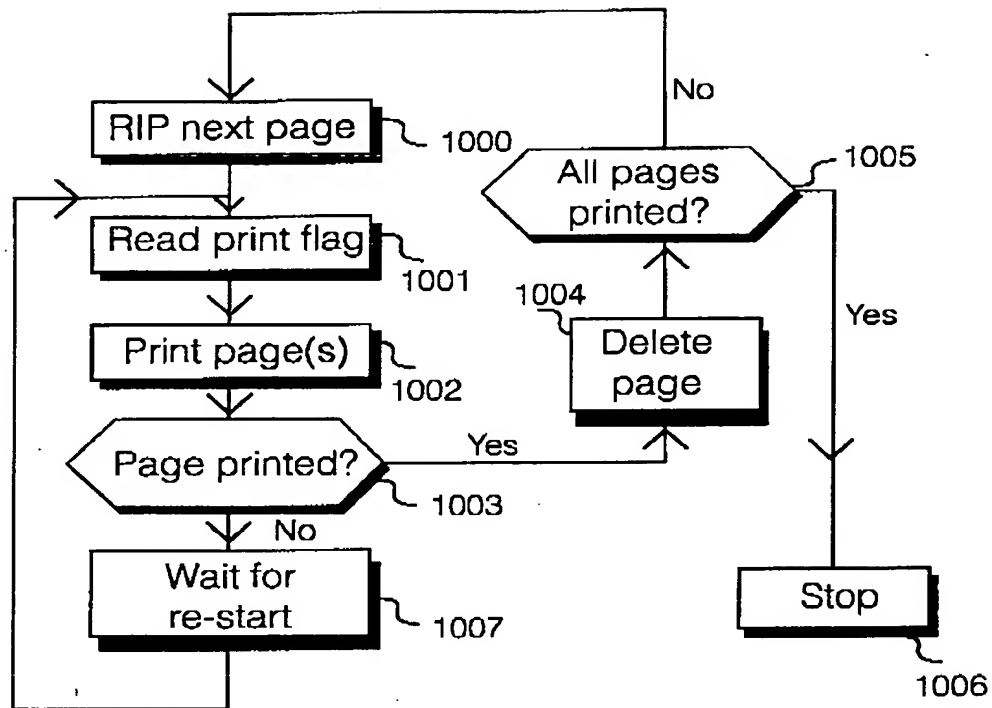 No
RIP next page
1000
1005
All pages
printed?
Read print flag
1001
1004
Yes
Delete
page
Print page(s)
1002
Yes
Page printed?
1003
No
Wait for
re-start
1007
Stop
1006